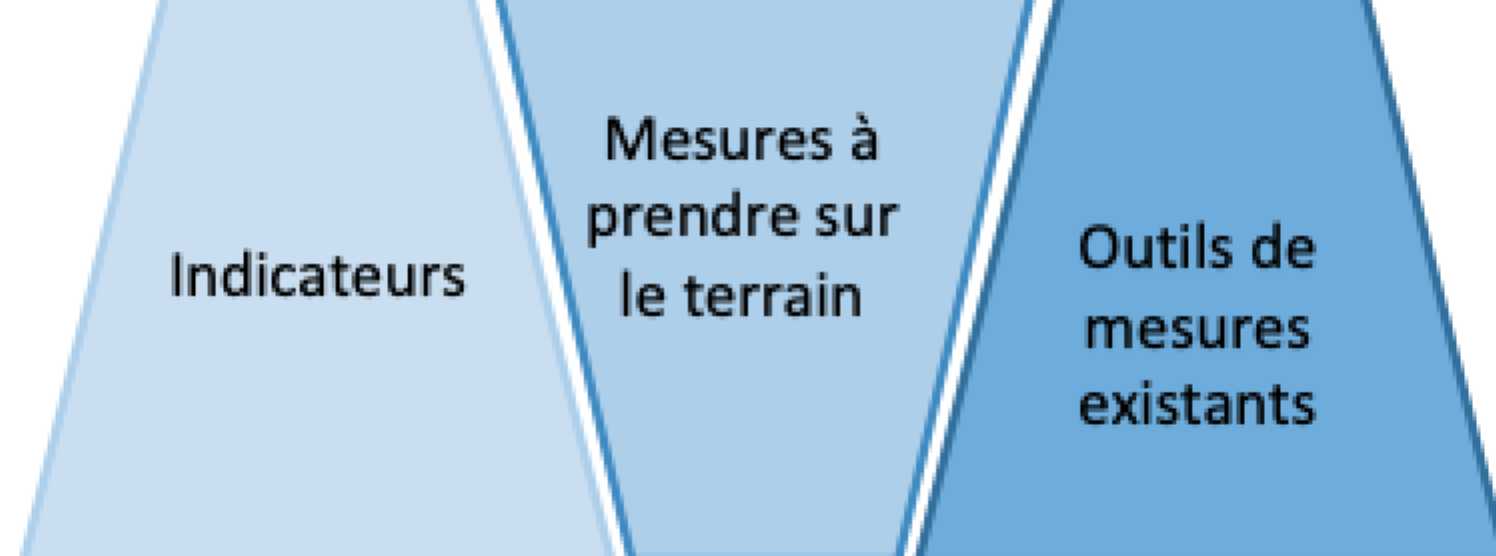 Indicateurs
Mesures à
prendre sur
le terrain
Outils de
mesures
existants